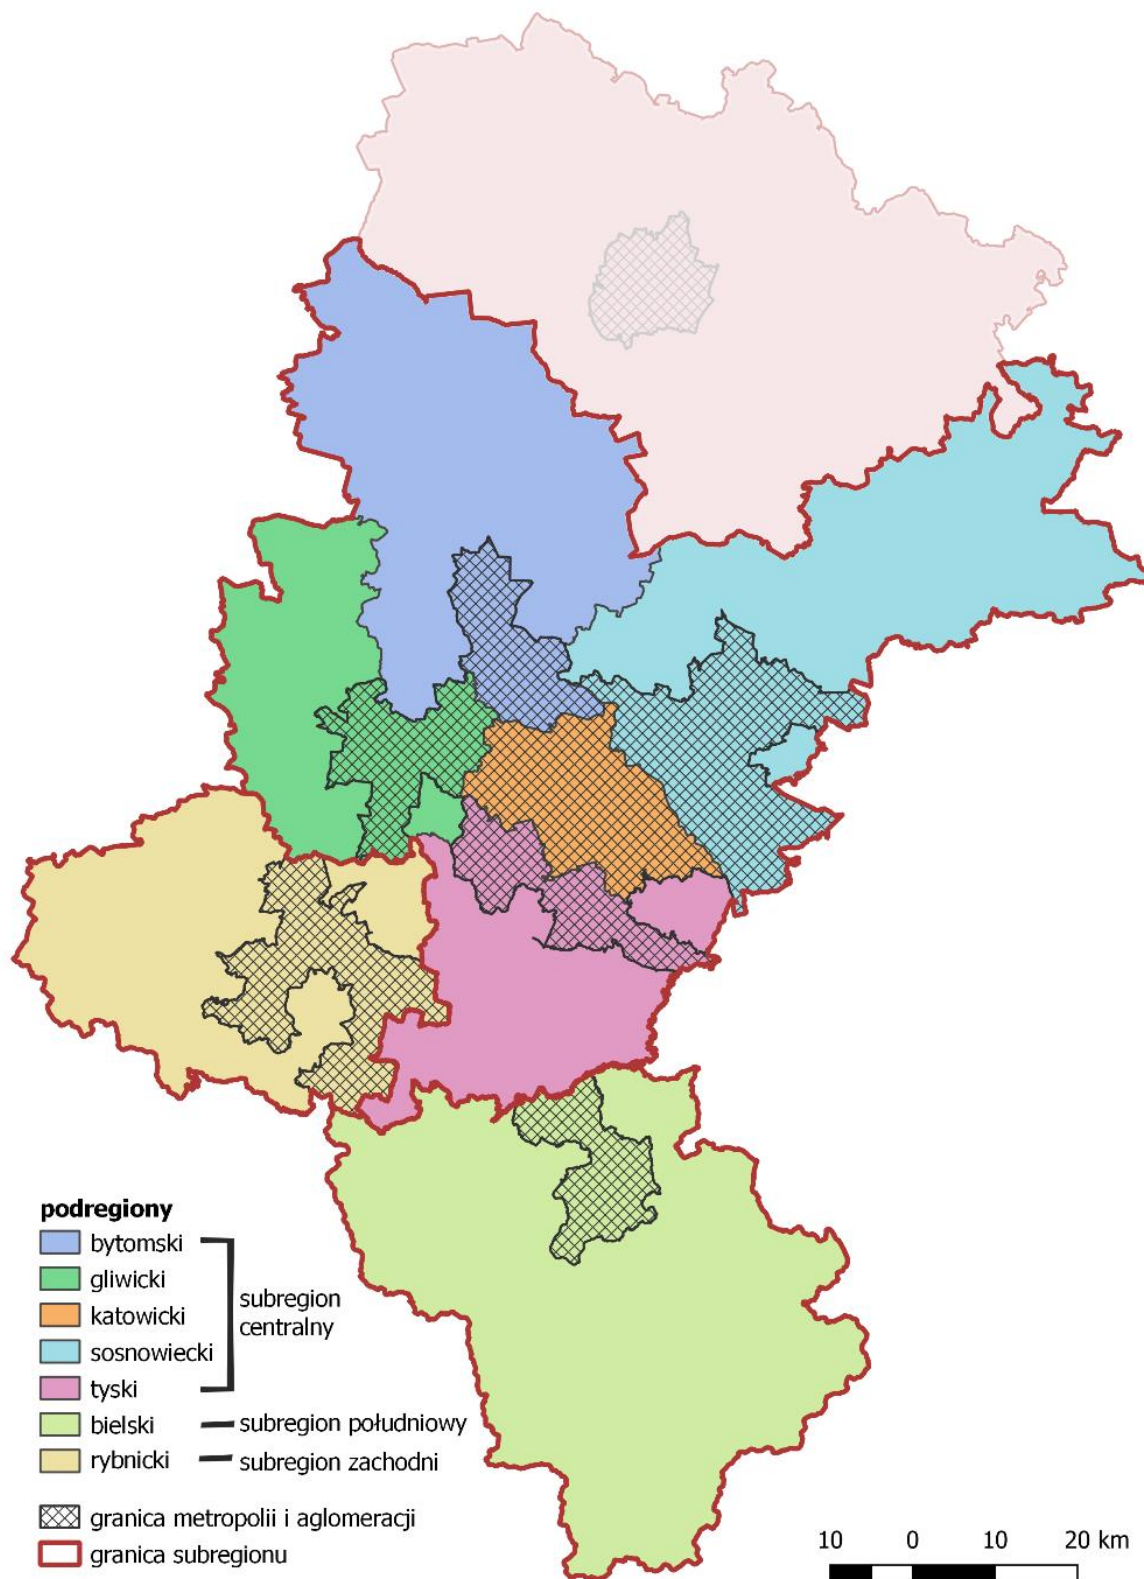 podregiony
bytomski
gliwicki
katowicki
sosnowiecki
tyski
bielski
rybnicki
subregion
centralny
subregion południowy
subregion zachodni
granica metropolii i aglomeracji
granica subregionu
10 0 10 20 km